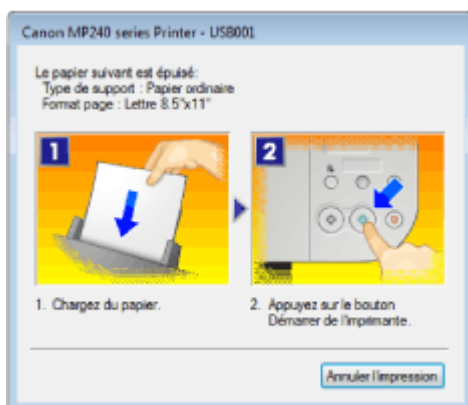 Canon MP240 series Printer - USB001
Le papier suivant est épuisé:
Type de support : Papier ordinaire
Format page : Lettre 8.5"x11"
1
2
1. Chargez du papier.
2. Appuyez sur le bouton
Démarrer de l'imprimante.
Annuler l'impression